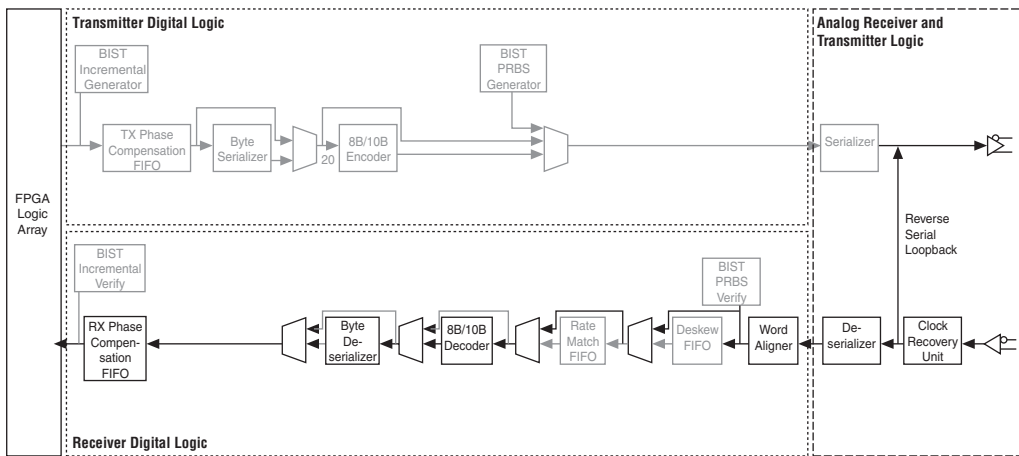 Transmitter Digital Logic
Analog Receiver and
Transmitter Logic
BIST
Incremental
Generator
BIST
PRBS
Generator
TX Phase
Compensation
FIFO
Byte
Serializer
20
8B/10B
Encoder
Serializer
FPGA
Logic
Array
Reverse
Serial
Loopback
BIST
Incremental
Verify
BIST
PRBS
Verify
RX Phase
Compen-
sation
FIFO
Byte
De-
serializer
8B/10B
Decoder
Rate
Match
FIFO
Deskew
FIFO
Word
Aligner
De-
serializer
Clock
Recovery
Unit
Receiver Digital Logic